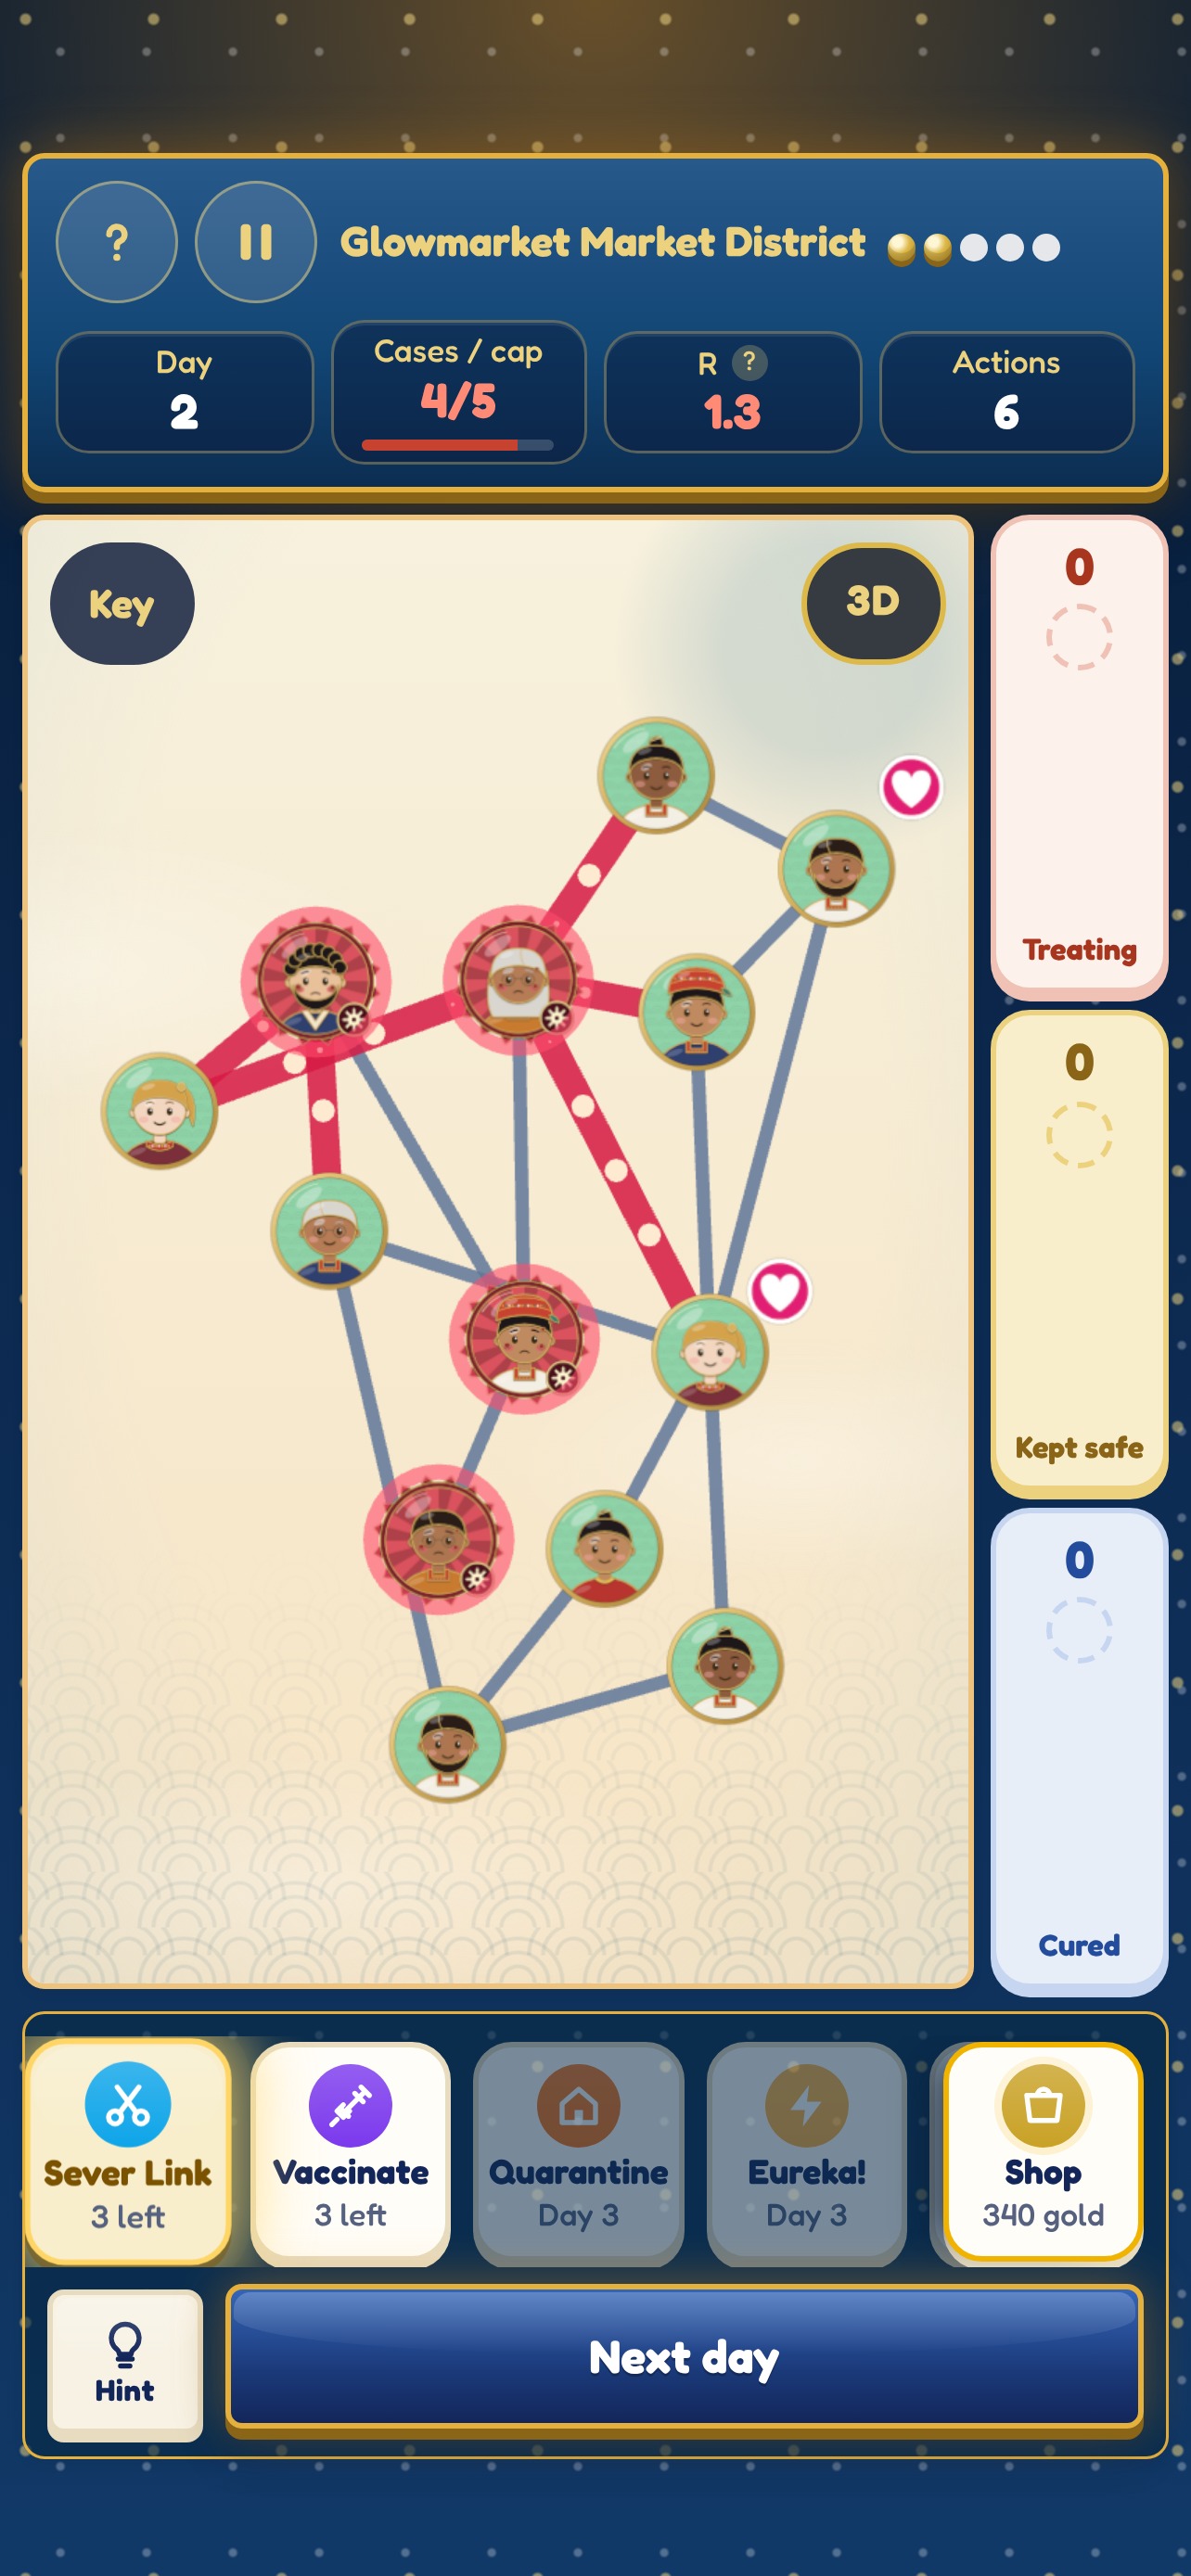 ?
Glowmarket Market District
Day
2
Cases / cap
4/5
R ?
1.3
Actions
6
Key
3D
0
Treating
0
Kept safe
0
Cured
Sever Link
3 left
Vaccinate
3 left
Quarantine
Day 3
Eureka!
Day 3
Shop
340 gold
Hint
Next day